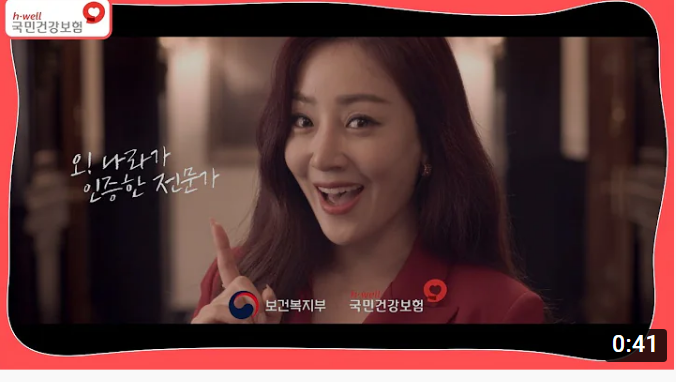 h-well
국민건강보험
오! 나라가
인증한 전문가
보건복지부
h-well
국민건강보험
0:41